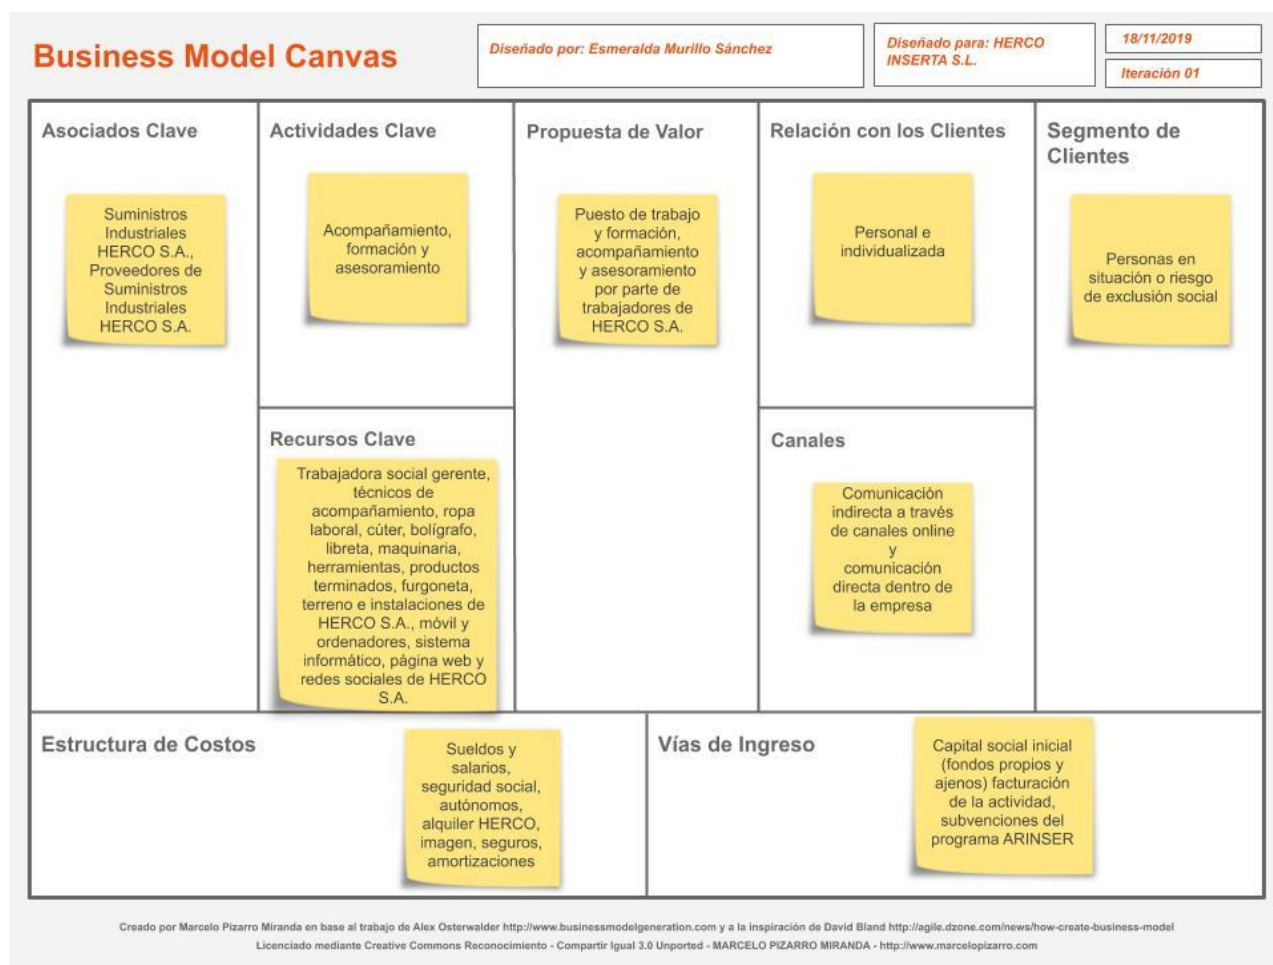 Business Model Canvas
Diseñado por: Esmeralda Murillo Sánchez
Diseñado para: HERCO
INSERTA S.L.
18/11/2019
Iteración 01
Asociados Clave
Suministros
Industriales
HERCO S.A.,
Proveedores de
Suministros
Industriales
HERCO S.A.
Actividades Clave
Acompañamiento,
formación y
asesoramiento
Recursos Clave
Trabajadora social gerente,
técnicos de
acompañamiento, ropa
laboral, cúter, bolígrafo,
libreta, maquinaria,
herramientas, productos
terminados, furgoneta,
terreno e instalaciones de
HERCO S.A., móvil y
ordenadores, sistema
informático, página web y
redes sociales de HERCO
S.A.
Propuesta de Valor
Puesto de trabajo
y formación,
acompañamiento
y asesoramiento
por parte de
trabajadores de
HERCO S.A.
Relación con los Clientes
Personal e
individualizada
Canales
Comunicación
indirecta a través
de canales online
y
comunicación
directa dentro de
la empresa
Segmento de
Clientes
Personas en
situación o riesgo
de exclusión social
Estructura de Costos
Sueldos y
salarios,
seguridad social,
autónomos,
alquiler HERCO,
imagen, seguros,
amortizaciones
Vías de Ingreso
Capital social inicial
(fondos propios y
ajenos) facturación
de la actividad,
subvenciones del
programa ARINSER
Creado por Marcelo Pizarro Miranda en base al trabajo de Alex Osterwalder http://www.businessmodelgeneration.com y a la inspiración de David Bland http://agile.dzone.com/news/how-create-business-model
Licenciado mediante Creative Commons Reconocimiento - Compartir Igual 3.0 Unported - MARCELO PIZARRO MIRANDA - http://www.marcelopizarro.com